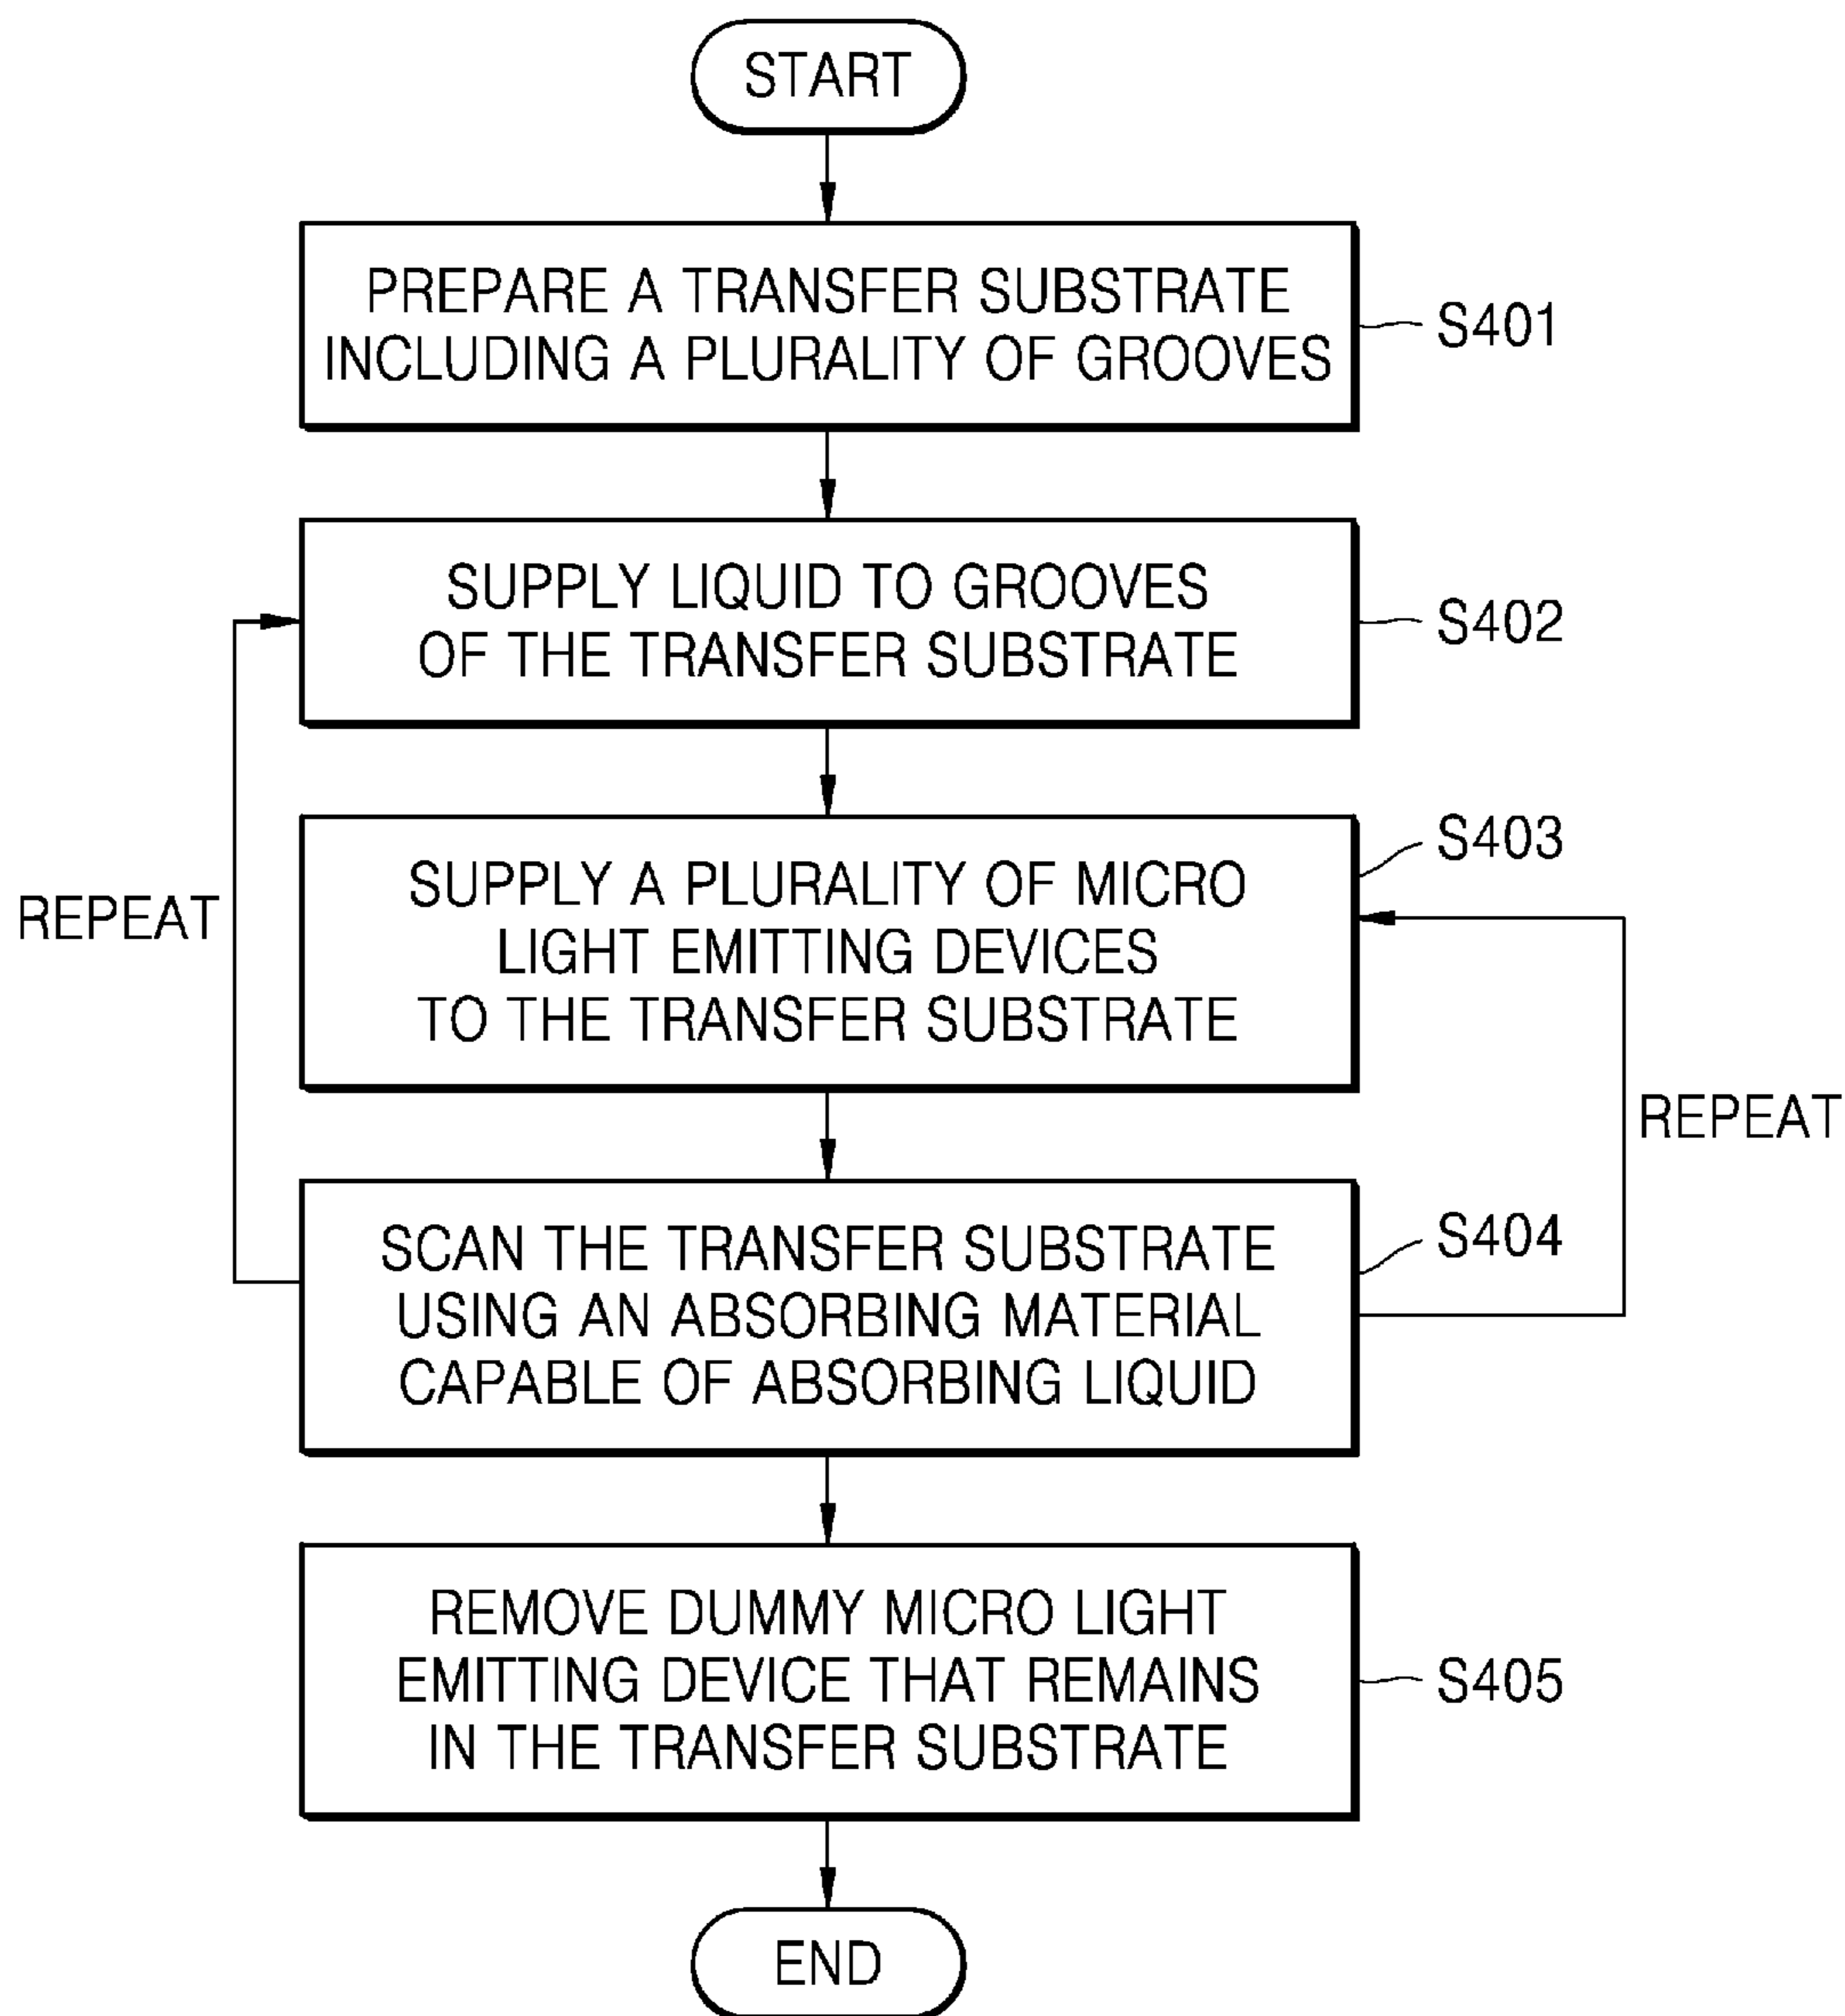 START
PREPARE A TRANSFER SUBSTRATE
INCLUDING A PLURALITY OF GROOVES
S401
SUPPLY LIQUID TO GROOVES
OF THE TRANSFER SUBSTRATE
S402
SUPPLY A PLURALITY OF MICRO
LIGHT EMITTING DEVICES
TO THE TRANSFER SUBSTRATE
S403
REPEAT
REPEAT
SCAN THE TRANSFER SUBSTRATE
USING AN ABSORBING MATERIAL
CAPABLE OF ABSORBING LIQUID
S404
REMOVE DUMMY MICRO LIGHT
EMITTING DEVICE THAT REMAINS
IN THE TRANSFER SUBSTRATE
S405
END